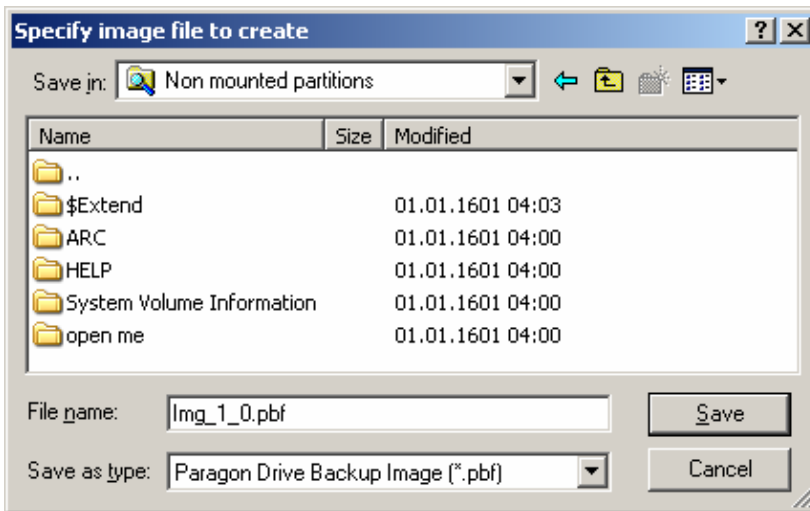 Specify image file to create
Save in: Non mounted partitions
Name Size Modified
..
$Extend 01.01.1601 04:03
ARC 01.01.1601 04:00
HELP 01.01.1601 04:00
System Volume Information 01.01.1601 04:00
open me 01.01.1601 04:00
File name: Img_1_0.pbf Save
Save as type: Paragon Drive Backup Image (*.pbf) Cancel